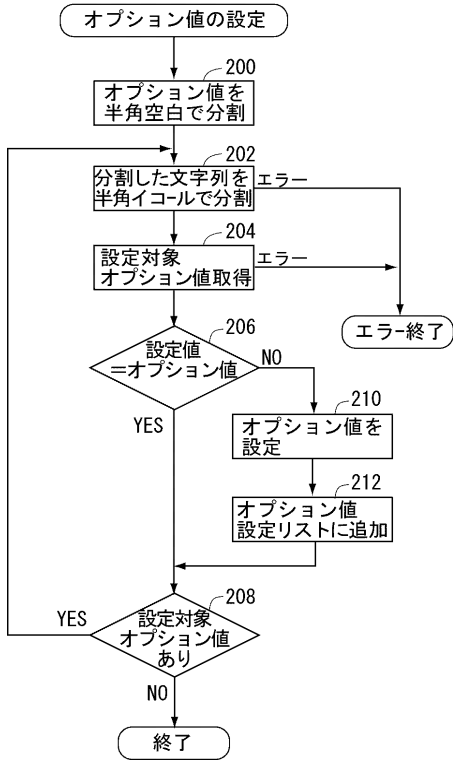 オプション値の設定
200
オプション値を
半角空白で分割
202
分割した文字列を
半角イコールで分割
エラー
204
設定対象
オプション値取得
エラー
エラー終了
206
設定値
=オプション値
NO
YES
210
オプション値を
設定
212
オプション値
設定リストに追加
208
設定対象
オプション値
あり
YES
NO
終了